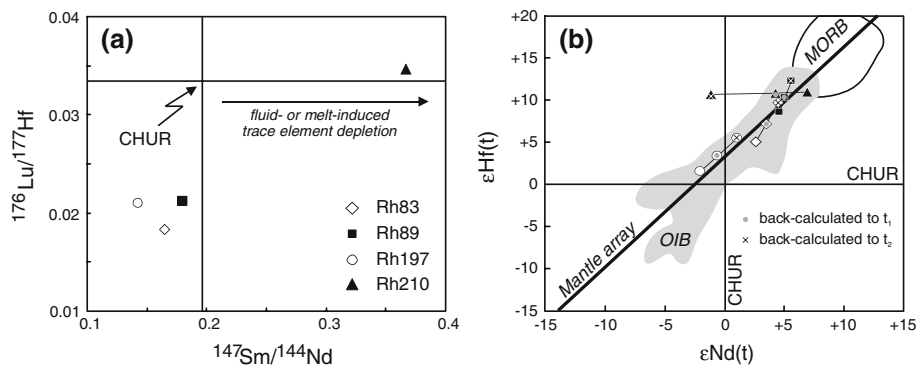 (a)
0.04
0.03
0.02
0.01
176Lu/177Hf
CHUR
fluid- or melt-induced
trace element depletion
Rh83
Rh89
Rh197
Rh210
0.1
0.2
0.3
0.4
147Sm/144Nd
(b)
+20
+15
+10
+5
0
-5
-10
-15
εHf(t)
MORB
CHUR
OIB
Mantle array
CHUR
back-calculated to t1
back-calculated to t2
-15
-10
-5
0
+5
+10
+15
εNd(t)